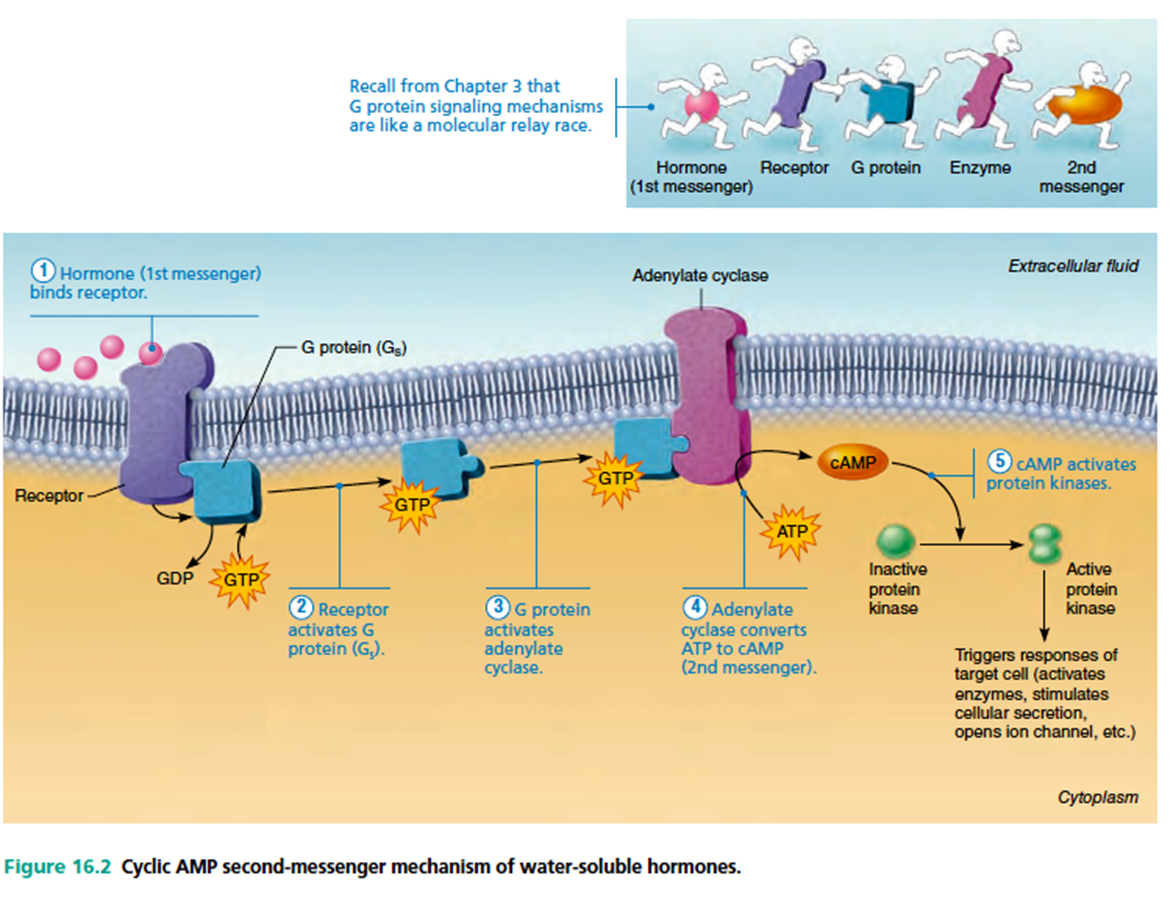 Recall from Chapter 3 that
G protein signaling mechanisms
are like a molecular relay race.
Hormone
(1st messenger)
Receptor
G protein
Enzyme
2nd
messenger
1 Hormone (1st messenger)
binds receptor.
Adenylate cyclase
Extracellular fluid
G protein (Gs)
Receptor
GDP
GTP
GTP
GTP
ATP
cAMP
2 Receptor
activates G
protein (Gs).
3 G protein
activates
adenylate
cyclase.
4 Adenylate
cyclase converts
ATP to cAMP
(2nd messenger).
5 cAMP activates
protein kinases.
Inactive
protein
kinase
Active
protein
kinase
Triggers responses of
target cell (activates
enzymes, stimulates
cellular secretion,
opens ion channel, etc.)
Cytoplasm
Figure 16.2 Cyclic AMP second-messenger mechanism of water-soluble hormones.